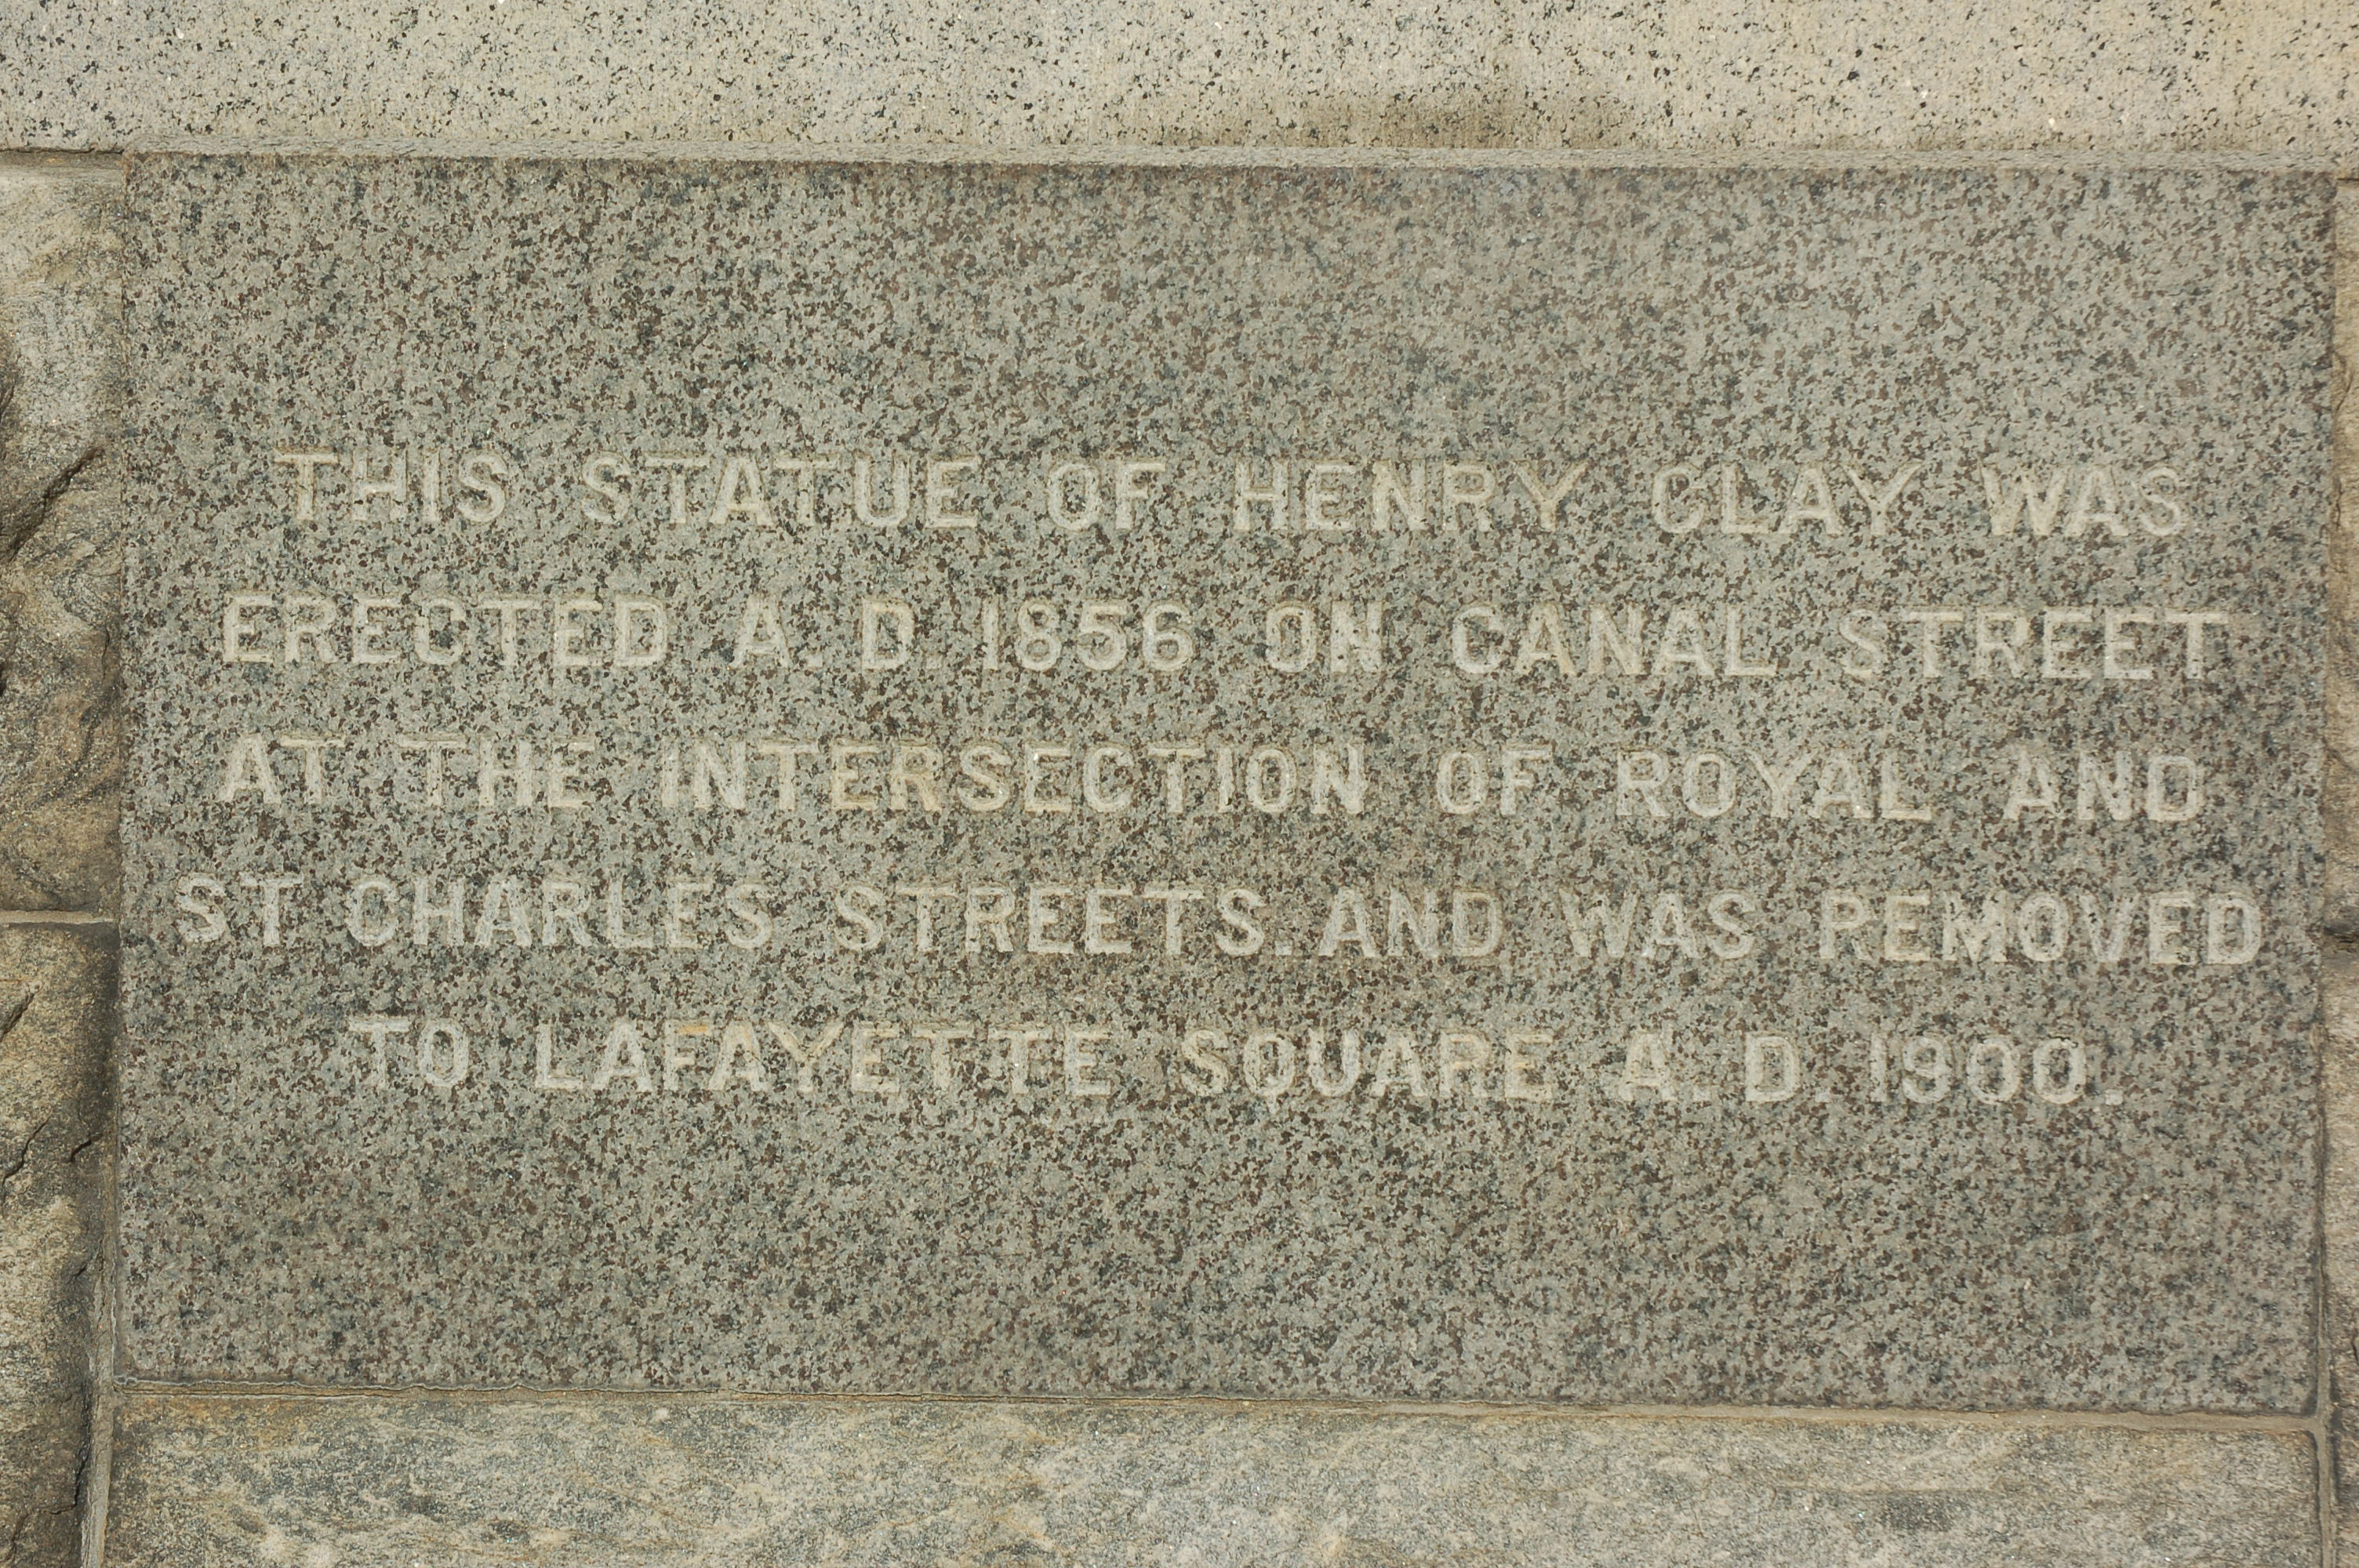 THIS STATUE OF HENRY CLAY WAS
ERECTED A. D. 1856 ON CANAL STREET
AT THE INTERSECTION OF ROYAL AND
ST CHARLES STREETS. AND WAS REMOVED
TO LAFAYETTE SQUARE A. D. 1900.